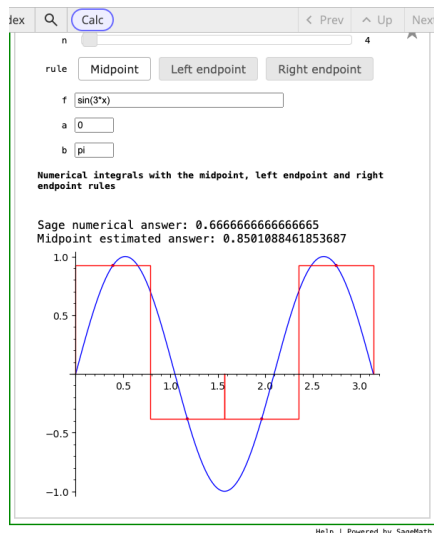 dex Calc < Prev ^ Up Next
n 4
rule Midpoint Left endpoint Right endpoint
f sin(3*x)
a 0
b pi
Numerical integrals with the midpoint, left endpoint and right
endpoint rules
Sage numerical answer: 0.6666666666666665
Midpoint estimated answer: 0.8501088461853687
1.0
0.5
0.5 1.0 1.5 2.0 2.5 3.0
−0.5
−1.0
Help | Powered by SageMath